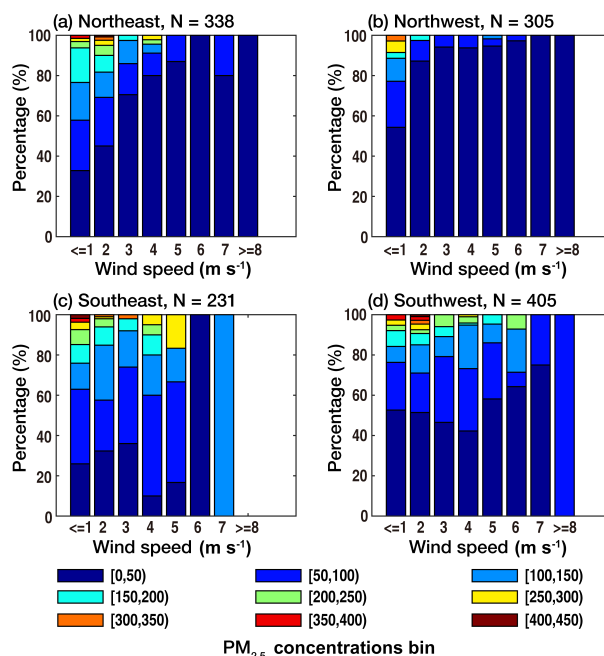 (a) Northeast, N = 338
(b) Northwest, N = 305
Percentage (%)
100
80
60
40
20
0
<=1 2 3 4 5 6 7 >=8
Wind speed (m s⁻¹)
Percentage (%)
100
80
60
40
20
0
<=1 2 3 4 5 6 7 >=8
Wind speed (m s⁻¹)
(c) Southeast, N = 231
(d) Southwest, N = 405
Percentage (%)
100
80
60
40
20
0
<=1 2 3 4 5 6 7 >=8
Wind speed (m s⁻¹)
Percentage (%)
100
80
60
40
20
0
<=1 2 3 4 5 6 7 >=8
Wind speed (m s⁻¹)
[0,50) [50,100) [100,150)
[150,200) [200,250) [250,300)
[300,350) [350,400) [400,450)
PM₂.₅ concentrations bin